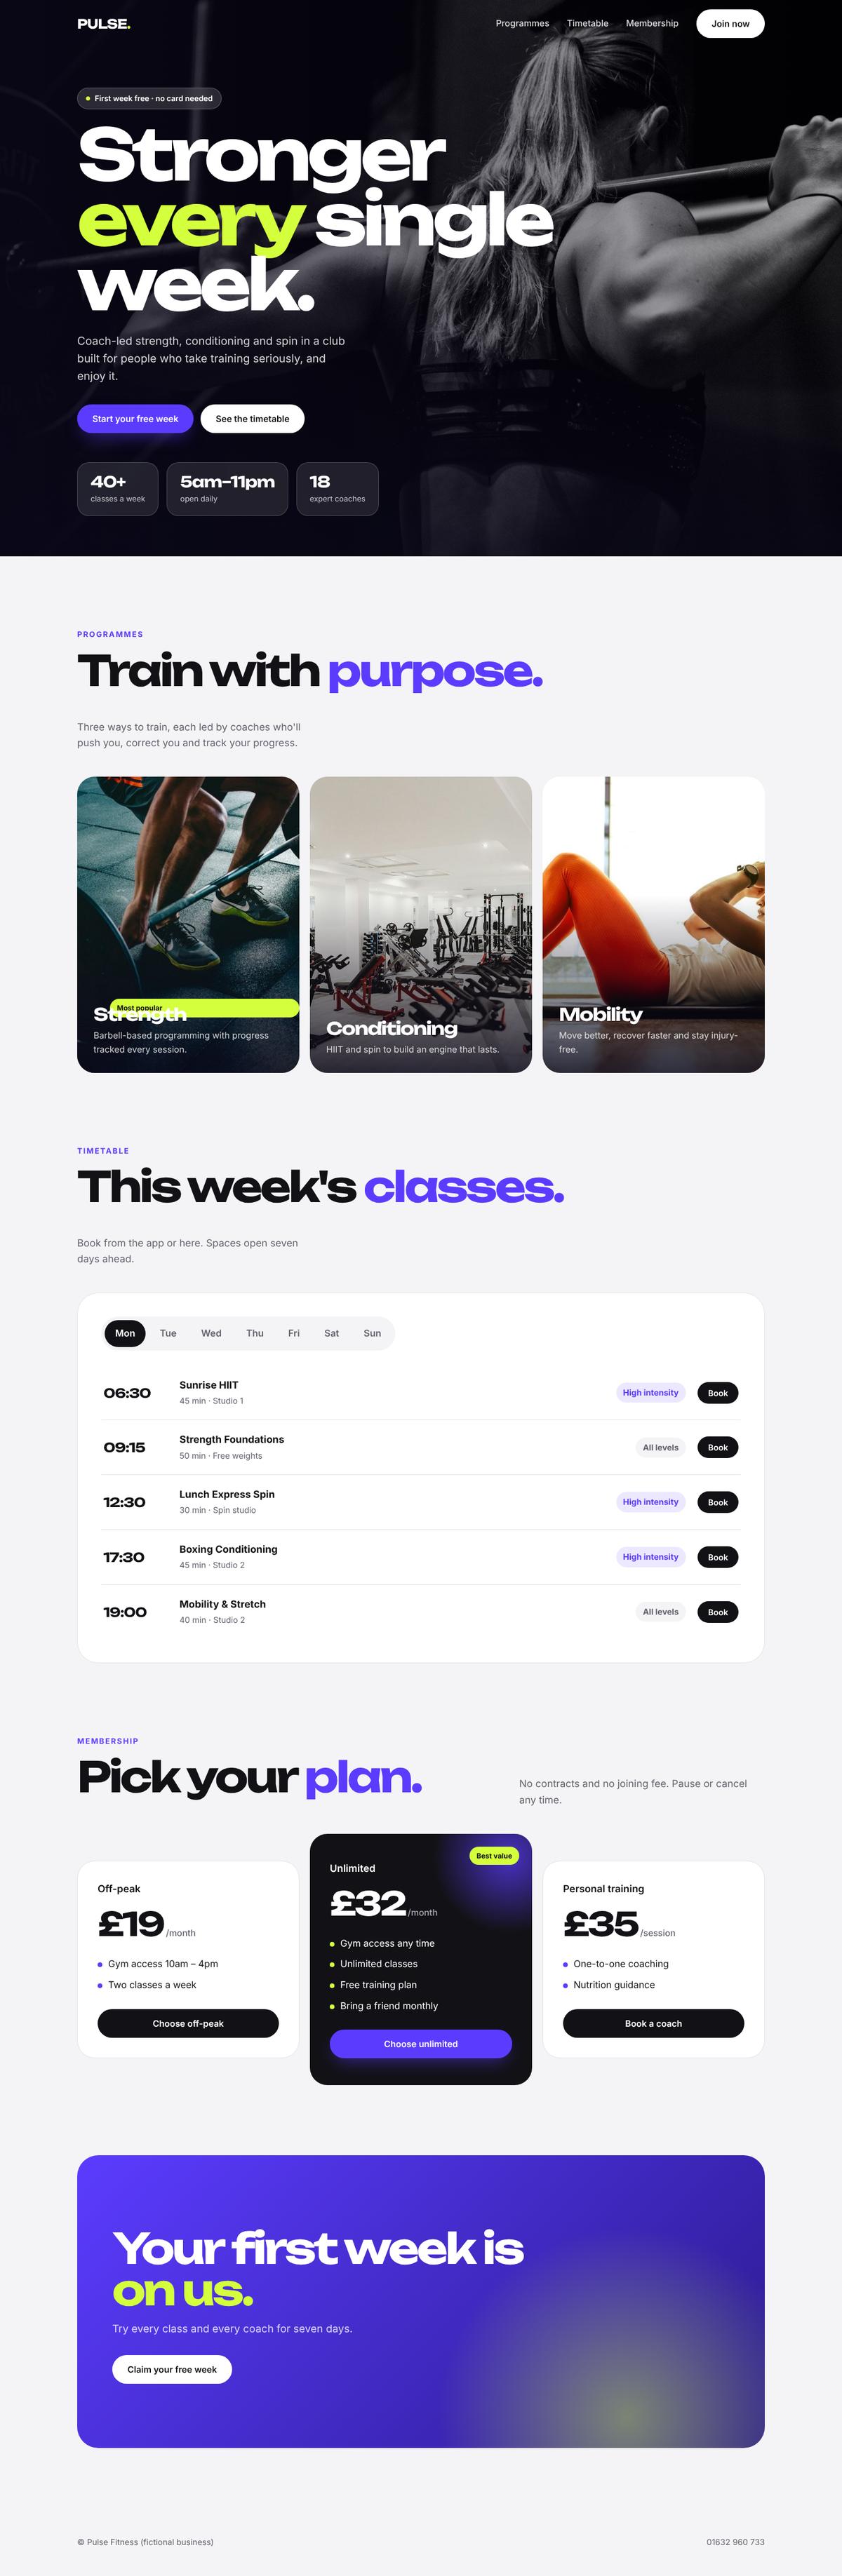 PULSE.
Programmes
Timetable
Membership
Join now
First week free · no card needed
Stronger
every single
week.
Coach-led strength, conditioning and spin in a club
built for people who take training seriously, and
enjoy it.
Start your free week
See the timetable
40+
classes a week
5am–11pm
open daily
18
expert coaches
PROGRAMMES
Train with purpose.
Three ways to train, each led by coaches who'll
push you, correct you and track your progress.
Most popular
Strength
Barbell-based programming with progress
tracked every session.
Conditioning
HIIT and spin to build an engine that lasts.
Mobility
Move better, recover faster and stay injury-
free.
TIMETABLE
This week's classes.
Book from the app or here. Spaces open seven
days ahead.
Mon
Tue
Wed
Thu
Fri
Sat
Sun
06:30
Sunrise HIIT
45 min · Studio 1
High intensity
Book
09:15
Strength Foundations
50 min · Free weights
All levels
Book
12:30
Lunch Express Spin
30 min · Spin studio
High intensity
Book
17:30
Boxing Conditioning
45 min · Studio 2
High intensity
Book
19:00
Mobility & Stretch
40 min · Studio 2
All levels
Book
MEMBERSHIP
Pick your plan.
No contracts and no joining fee. Pause or cancel
any time.
Off-peak
£19/month
Gym access 10am – 4pm
Two classes a week
Choose off-peak
Best value
Unlimited
£32/month
Gym access any time
Unlimited classes
Free training plan
Bring a friend monthly
Choose unlimited
Personal training
£35/session
One-to-one coaching
Nutrition guidance
Book a coach
Your first week is
on us.
Try every class and every coach for seven days.
Claim your free week
© Pulse Fitness (fictional business)
01632 960 733